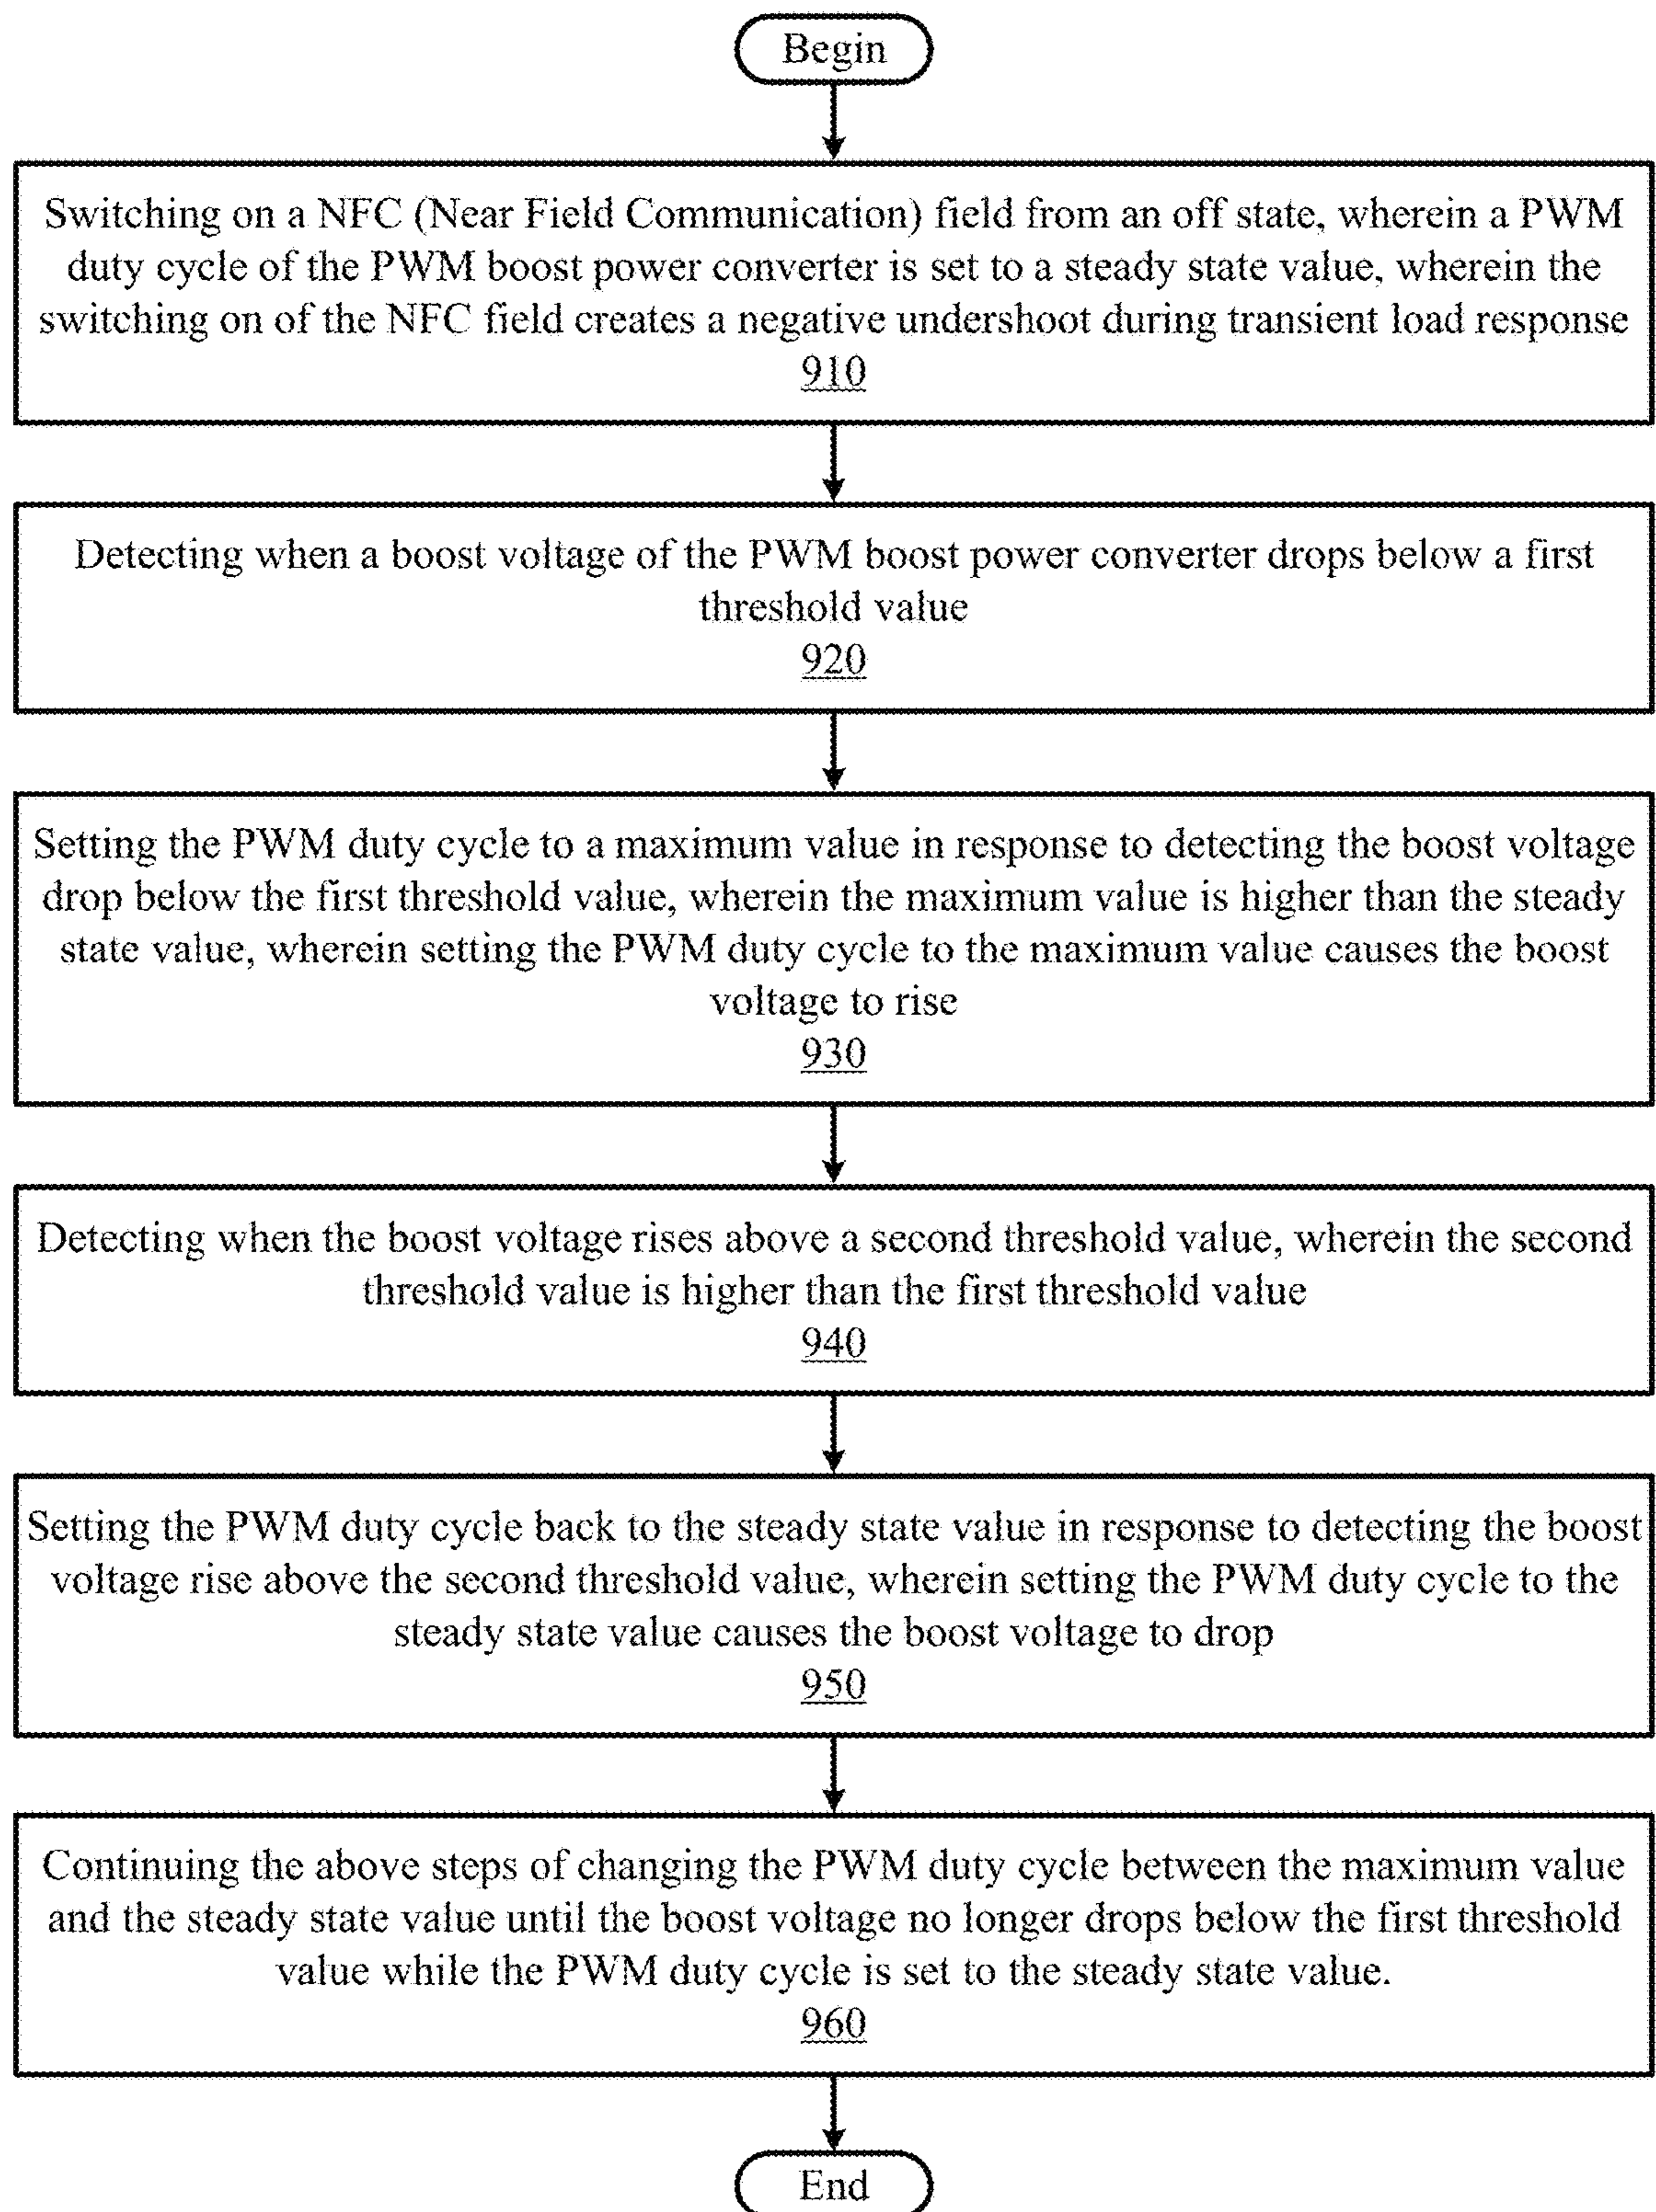 Begin
Switching on a NFC (Near Field Communication) field from an off state, wherein a PWM
duty cycle of the PWM boost power converter is set to a steady state value, wherein the
switching on of the NFC field creates a negative undershoot during transient load response
910
Detecting when a boost voltage of the PWM boost power converter drops below a first
threshold value
920
Setting the PWM duty cycle to a maximum value in response to detecting the boost voltage
drop below the first threshold value, wherein the maximum value is higher than the steady
state value, wherein setting the PWM duty cycle to the maximum value causes the boost
voltage to rise
930
Detecting when the boost voltage rises above a second threshold value, wherein the second
threshold value is higher than the first threshold value
940
Setting the PWM duty cycle back to the steady state value in response to detecting the boost
voltage rise above the second threshold value, wherein setting the PWM duty cycle to the
steady state value causes the boost voltage to drop
950
Continuing the above steps of changing the PWM duty cycle between the maximum value
and the steady state value until the boost voltage no longer drops below the first threshold
value while the PWM duty cycle is set to the steady state value.
960
End